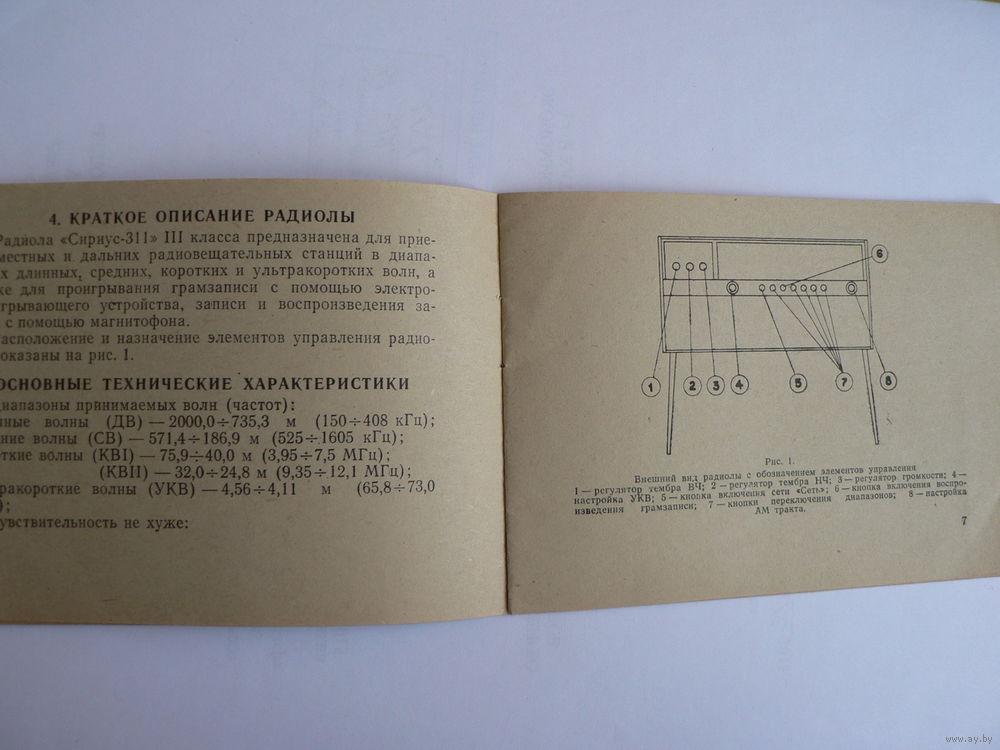 4. КРАТКОЕ ОПИСАНИЕ РАДИОЛЫ
Радиола «Сириус-311» III класса предназначена для прие-
местных и дальних радиовещательных станций в диапа-
х длинных, средних, коротких и ультракоротких волн, а
же для проигрывания грамзаписи с помощью электро-
грывающего устройства, записи и воспроизведения за-
с помощью магнитофона.
асположение и назначение элементов управления радио-
оказаны на рис. 1.
ОСНОВНЫЕ ТЕХНИЧЕСКИЕ ХАРАКТЕРИСТИКИ
иапазоны принимаемых волн (частот):
нные волны (ДВ) — 2000,0÷735,3 м (150÷408 кГц);
ние волны (СВ) — 571,4÷186,9 м (525÷1605 кГц);
ткие волны (КВI) — 75,9÷40,0 м (3,95÷7,5 МГц);
(КВII) — 32,0÷24,8 м (9,35÷12,1 МГц);
ракороткие волны (УКВ) — 4,56÷4,11 м (65,8÷73,0
);
увствительность не хуже:
6
1 2 3 4 5 7 8
Рис. 1.
Внешний вид радиолы с обозначением элементов управления
1 — регулятор тембра ВЧ; 2 — регулятор тембра НЧ; 3 — регулятор громкости; 4 —
настройка УКВ; 5 — кнопка включения сети «Сеть»; 6 — кнопка включения воспро-
изведения грамзаписи; 7 — кнопки переключения диапазонов; 8 — настройка
АМ тракта.
7
www.ay.by